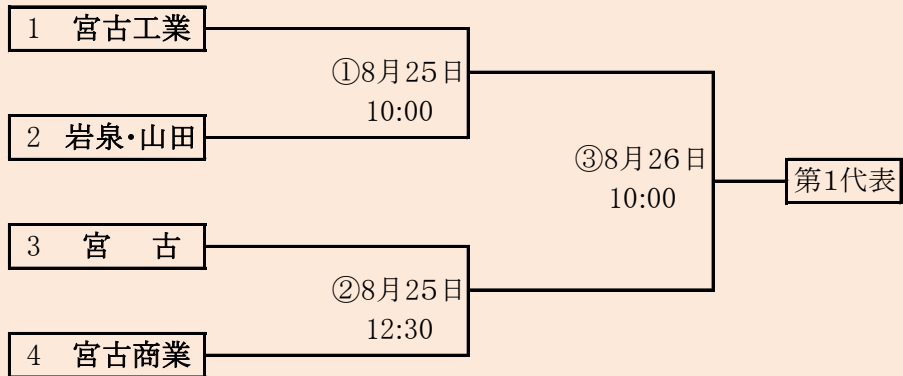 1 宮古工業
①8月25日
10:00
2 岩泉・山田
③8月26日
10:00
第1代表
3 宮 古
②8月25日
12:30
4 宮古商業